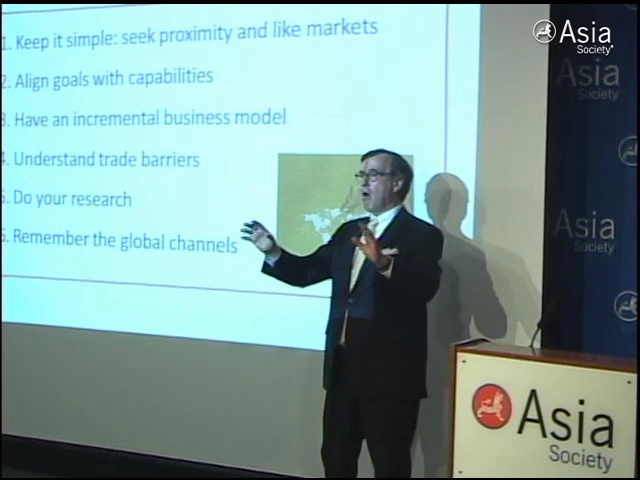 1. Keep it simple: seek proximity and like markets
2. Align goals with capabilities
3. Have an incremental business model
4. Understand trade barriers
5. Do your research
6. Remember the global channels
Asia
Society
Asia
Society
Asia
Society
Asia
Society